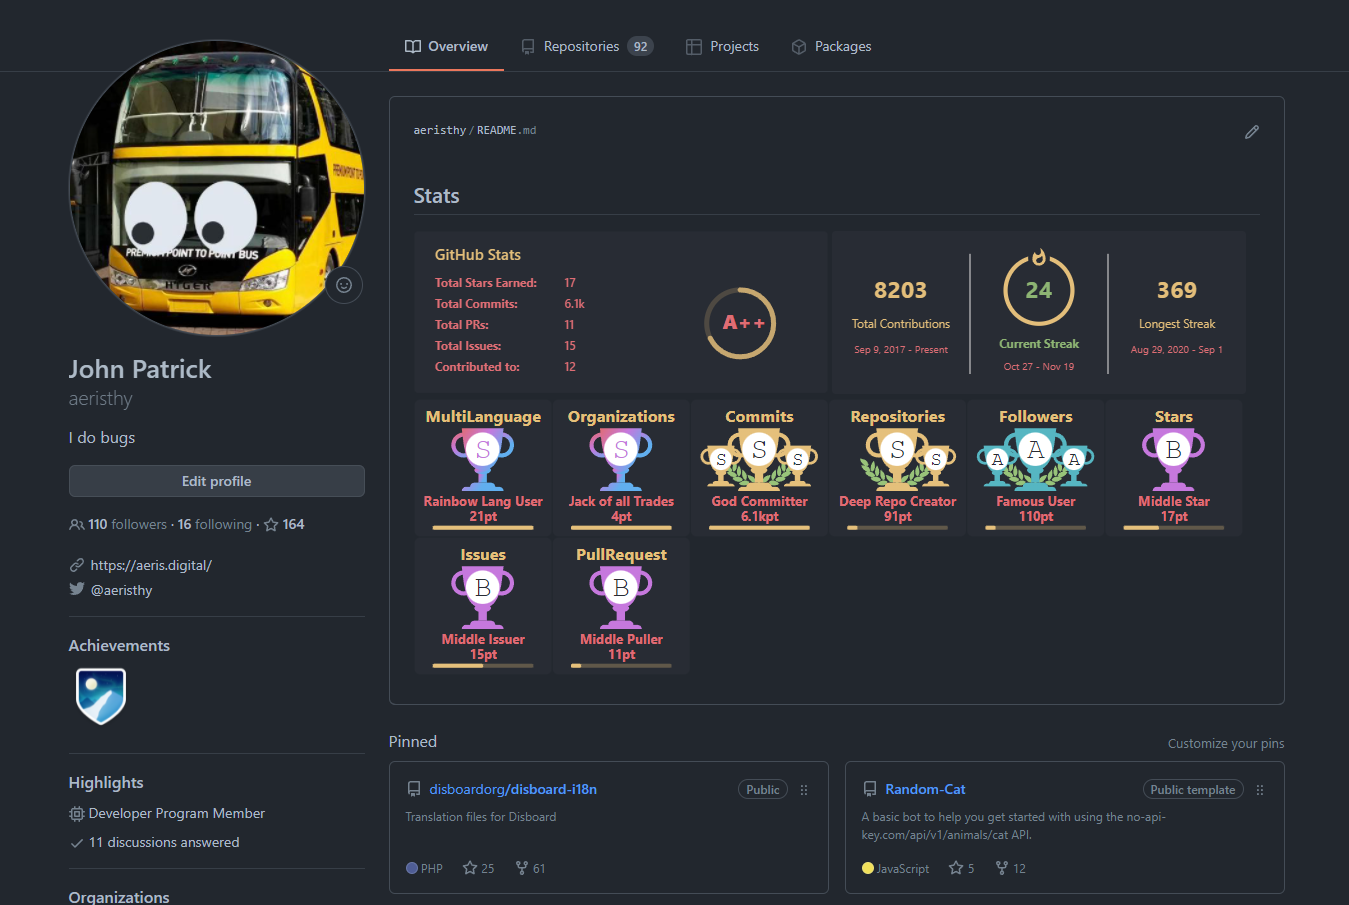 Overview
Repositories 92
Projects
Packages
PREMIUM POINT TO POINT BUS
HIGER
John Patrick
aeristhy
I do bugs
Edit profile
110 followers · 16 following · 164
https://aeris.digital/
@aeristhy
Achievements
Highlights
Developer Program Member
11 discussions answered
Organizations
aeristhy/README.md
Stats
GitHub Stats
Total Stars Earned: 17
Total Commits: 6.1k
Total PRs: 11
Total Issues: 15
Contributed to: 12
A++
8203
Total Contributions
Sep 9, 2017 - Present
24
Current Streak
Oct 27 - Nov 19
369
Longest Streak
Aug 29, 2020 - Sep 1
MultiLanguage
S
Rainbow Lang User
21pt
Organizations
S
Jack of all Trades
4pt
Commits
S S S
God Committer
6.1kpt
Repositories
S S
Deep Repo Creator
91pt
Followers
A A A
Famous User
110pt
Stars
B
Middle Star
17pt
Issues
B
Middle Issuer
15pt
PullRequest
B
Middle Puller
11pt
Pinned
Customize your pins
disboardorg/disboard-i18n
Public
Translation files for Disboard
PHP 25 61
Random-Cat
Public template
A basic bot to help you get started with using the no-api-
key.com/api/v1/animals/cat API.
JavaScript 5 12